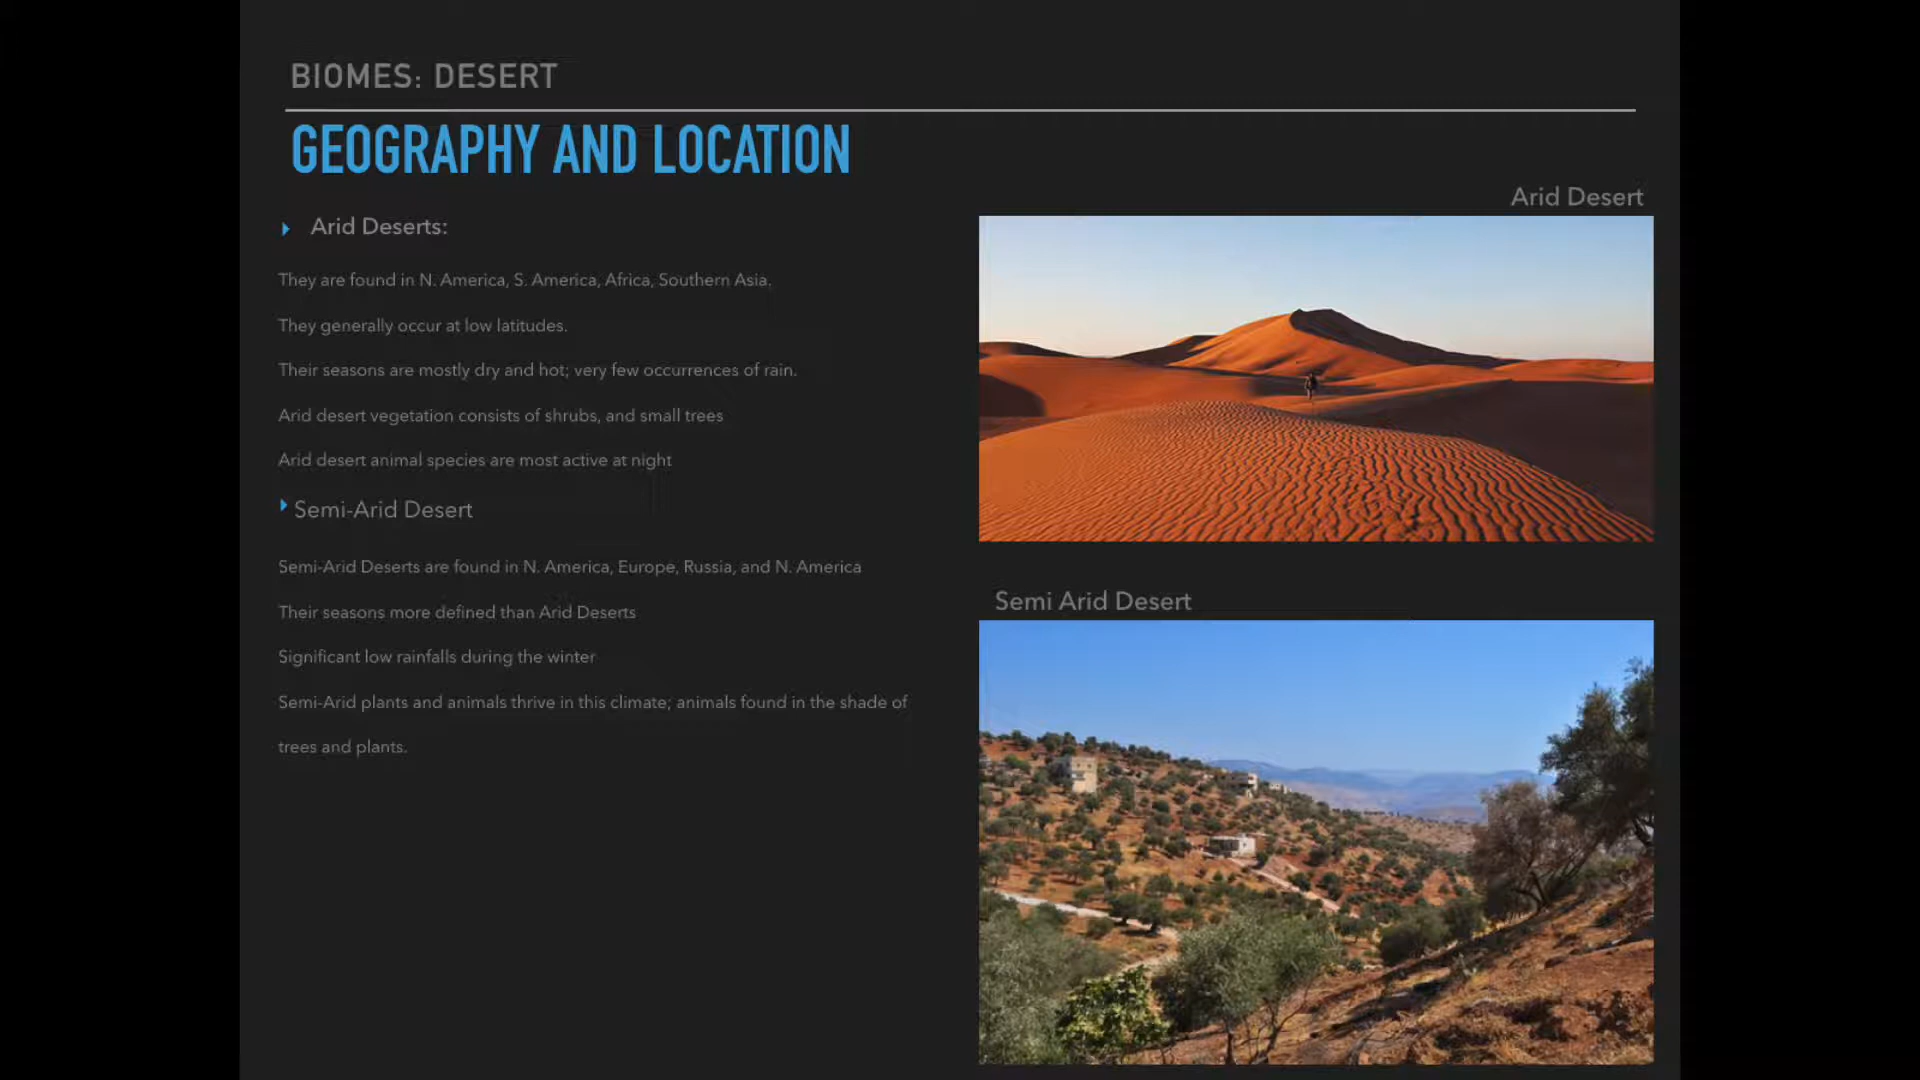 BIOMES: DESERT
GEOGRAPHY AND LOCATION
Arid Deserts:
They are found in N. America, S. America, Africa, Southern Asia.
They generally occur at low latitudes.
Their seasons are mostly dry and hot; very few occurrences of rain.
Arid desert vegetation consists of shrubs, and small trees
Arid desert animal species are most active at night
Semi-Arid Desert
Semi-Arid Deserts are found in N. America, Europe, Russia, and N. America
Their seasons more defined than Arid Deserts
Significant low rainfalls during the winter
Semi-Arid plants and animals thrive in this climate; animals found in the shade of
trees and plants.
Arid Desert
Semi Arid Desert